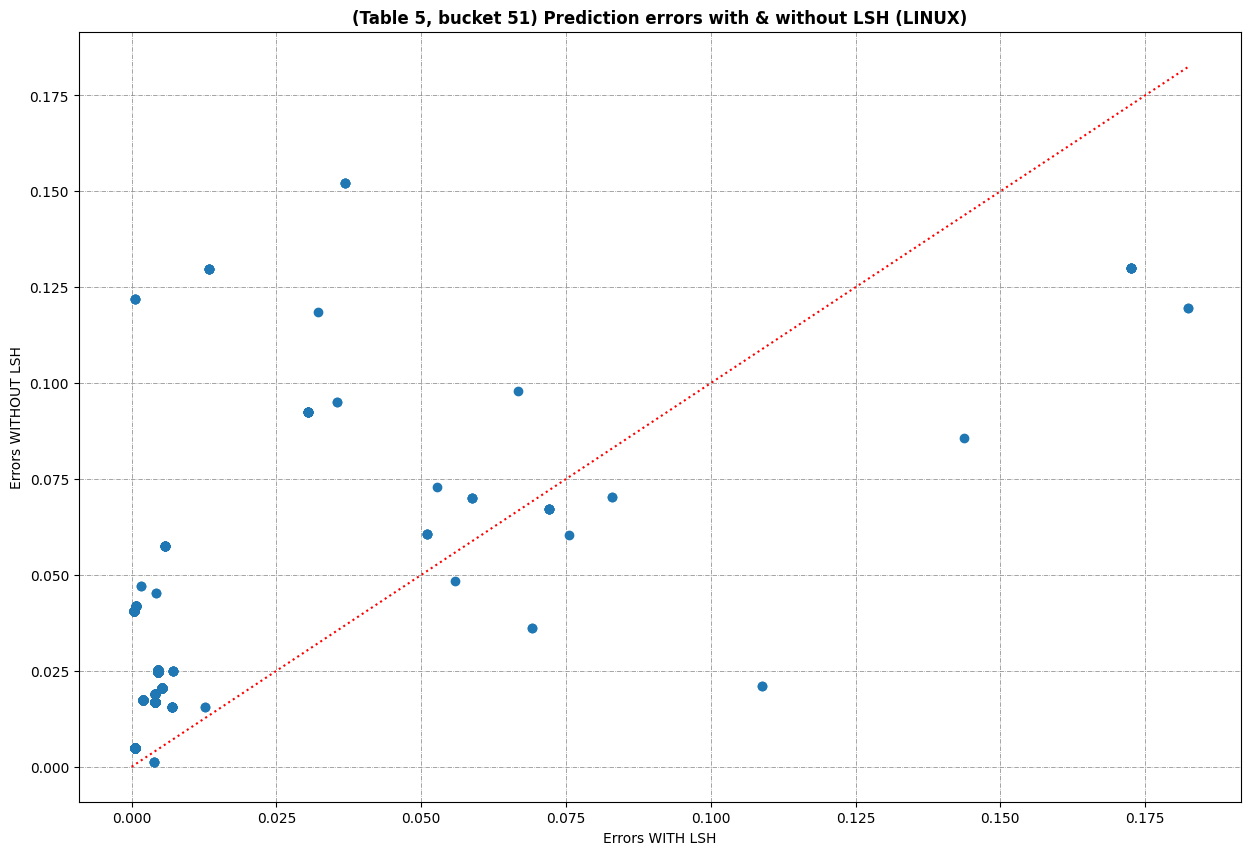 (Table 5, bucket 51) Prediction errors with & without LSH (LINUX)
0.175
0.150
0.125
0.100
0.075
0.050
0.025
0.000
Errors WITHOUT LSH
0.000 0.025 0.050 0.075 0.100 0.125 0.150 0.175
Errors WITH LSH